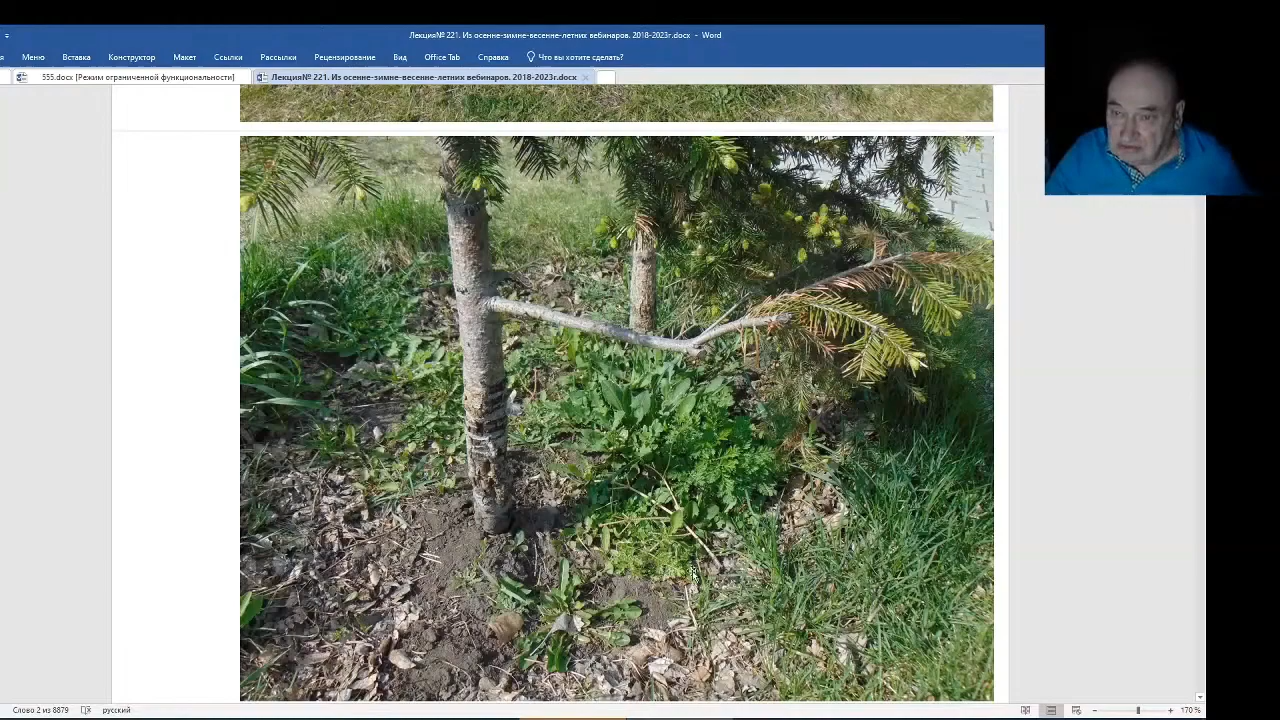 Лекция№ 221. Из осенне-зимне-весенне-летних вебинаров. 2018-2023г.docx - Word
Меню Вставка Конструктор Макет Ссылки Рассылки Рецензирование Вид Office Tab Справка Что вы хотите сделать?
555.docx [Режим ограниченной функциональности] Лекция№ 221. Из осенне-зимне-весенне-летних вебинаров. 2018-2023г.docx
Слово 2 из 8879 русский 170 %